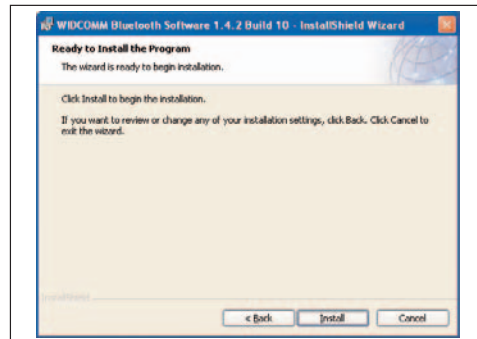 WIDCOMM Bluetooth Software 1.4.2 Build 10 - InstallShield Wizard
Ready to Install the Program
The wizard is ready to begin installation.
Click Install to begin the installation.
If you want to review or change any of your installation settings, click Back. Click Cancel to
exit the wizard.
InstallShield
< Back Install Cancel